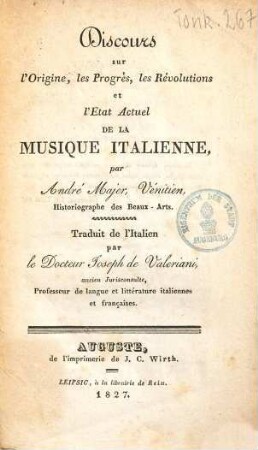 Tonk. 267
Discours
sur
l'Origine, les Progrès, les Révolutions
et
l'Etat Actuel
DE LA
MUSIQUE ITALIENNE,
par
André Majer, Vénitien,
Historiographe des Beaux-Arts.
Traduit de l'Italien
par
le Docteur Joseph de Valeriani,
ancien Jurisconsulte,
Professeur de langue et littérature italiennes
et françaises.
AUGUSTE,
de l'imprimerie de J. C. Wirth.
LEIPSIC, à la librairie de Rein.
1827.